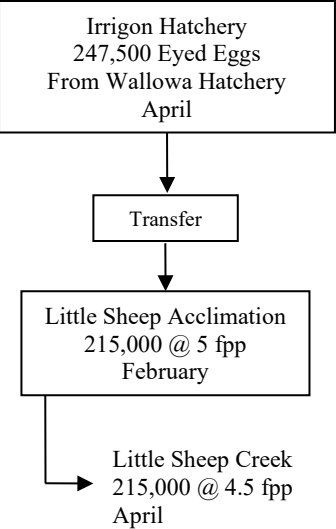 Irrigon Hatchery
247,500 Eyed Eggs
From Wallowa Hatchery
April
Transfer
Little Sheep Acclimation
215,000 @ 5 fpp
February
Little Sheep Creek
215,000 @ 4.5 fpp
April